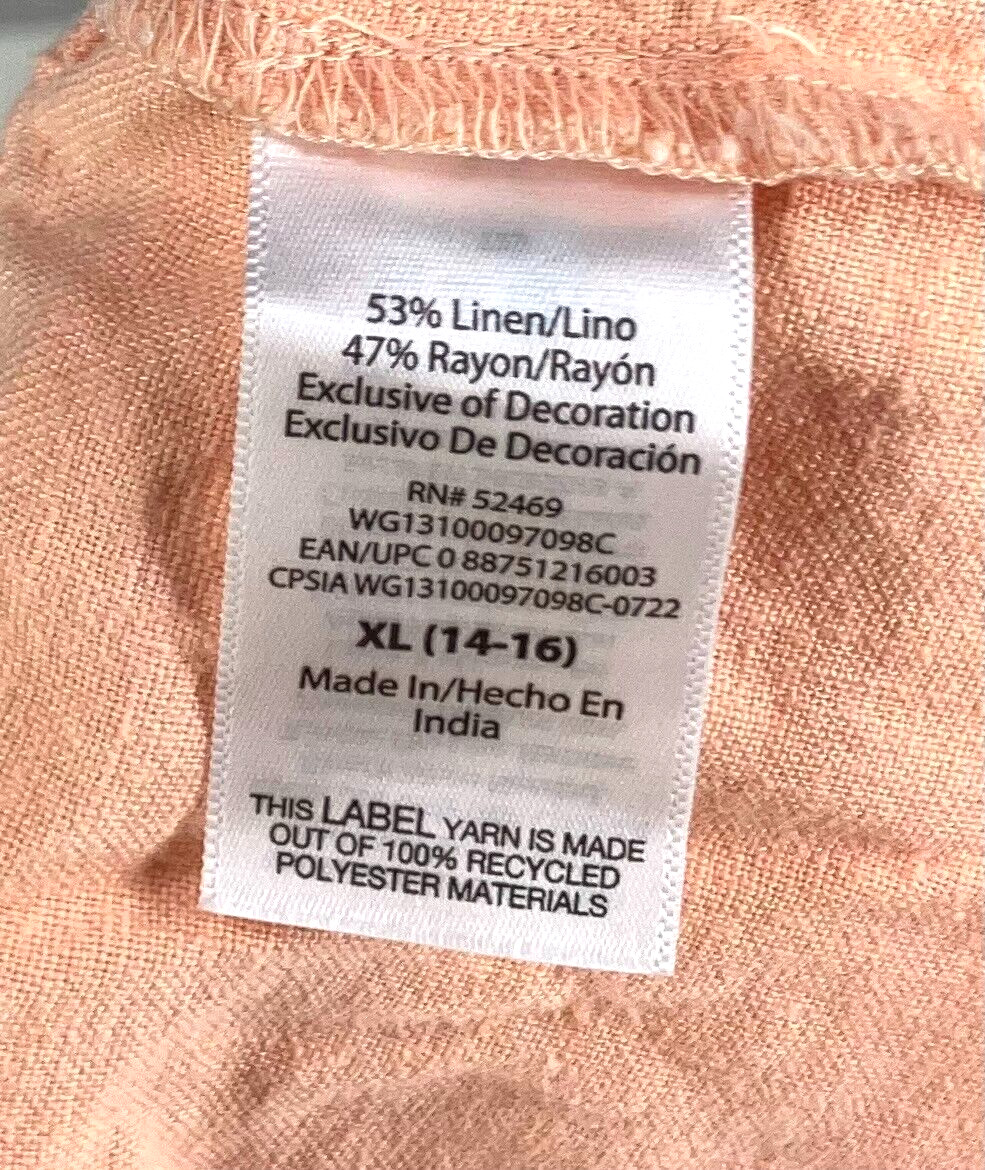 53% Linen/Lino
47% Rayon/Rayón
Exclusive of Decoration
Exclusivo De Decoración
RN# 52469
WG13100097098C
EAN/UPC 0 88751216003
CPSIA WG13100097098C-0722
XL (14-16)
Made In/Hecho En
India
THIS LABEL YARN IS MADE
OUT OF 100% RECYCLED
POLYESTER MATERIALS